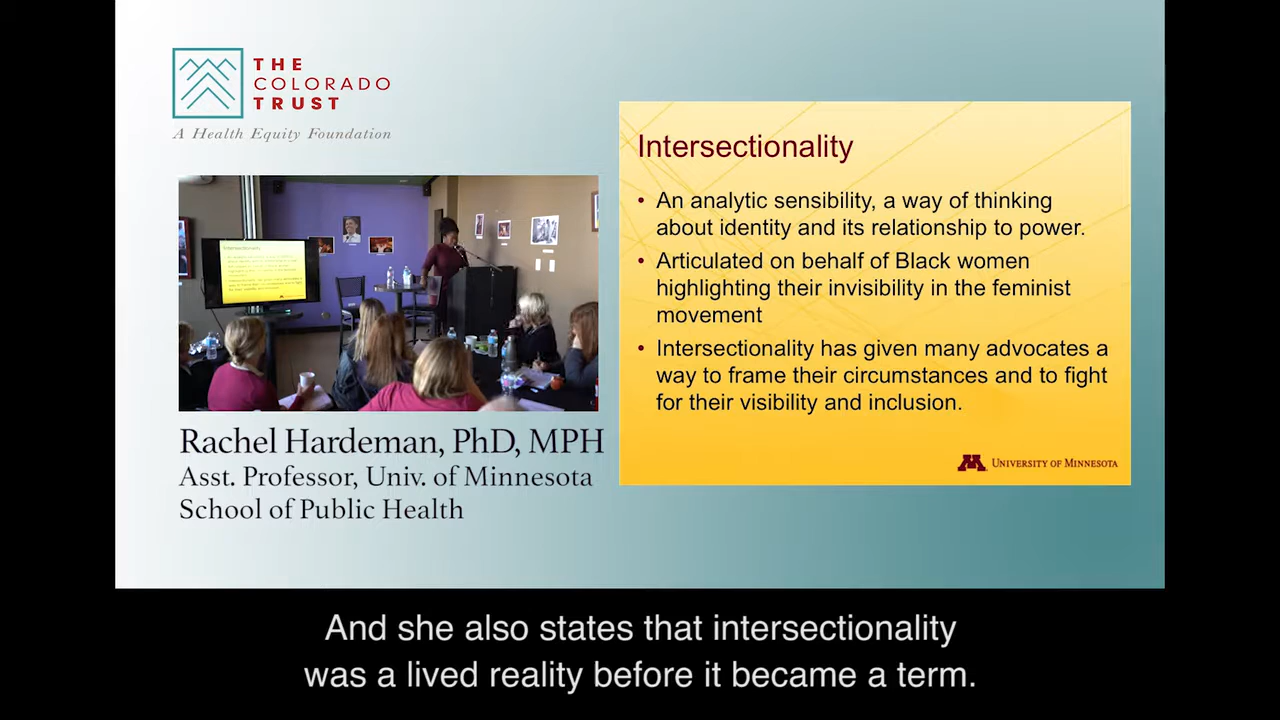 THE
COLORADO
TRUST
A Health Equity Foundation
Intersectionality
• An analytic sensibility, a way of thinking
about identity and its relationship to power.
• Articulated on behalf of Black women
highlighting their invisibility in the feminist
movement
• Intersectionality has given many advocates a
way to frame their circumstances and to fight
for their visibility and inclusion.
UNIVERSITY OF MINNESOTA
Rachel Hardeman, PhD, MPH
Asst. Professor, Univ. of Minnesota
School of Public Health
And she also states that intersectionality
was a lived reality before it became a term.